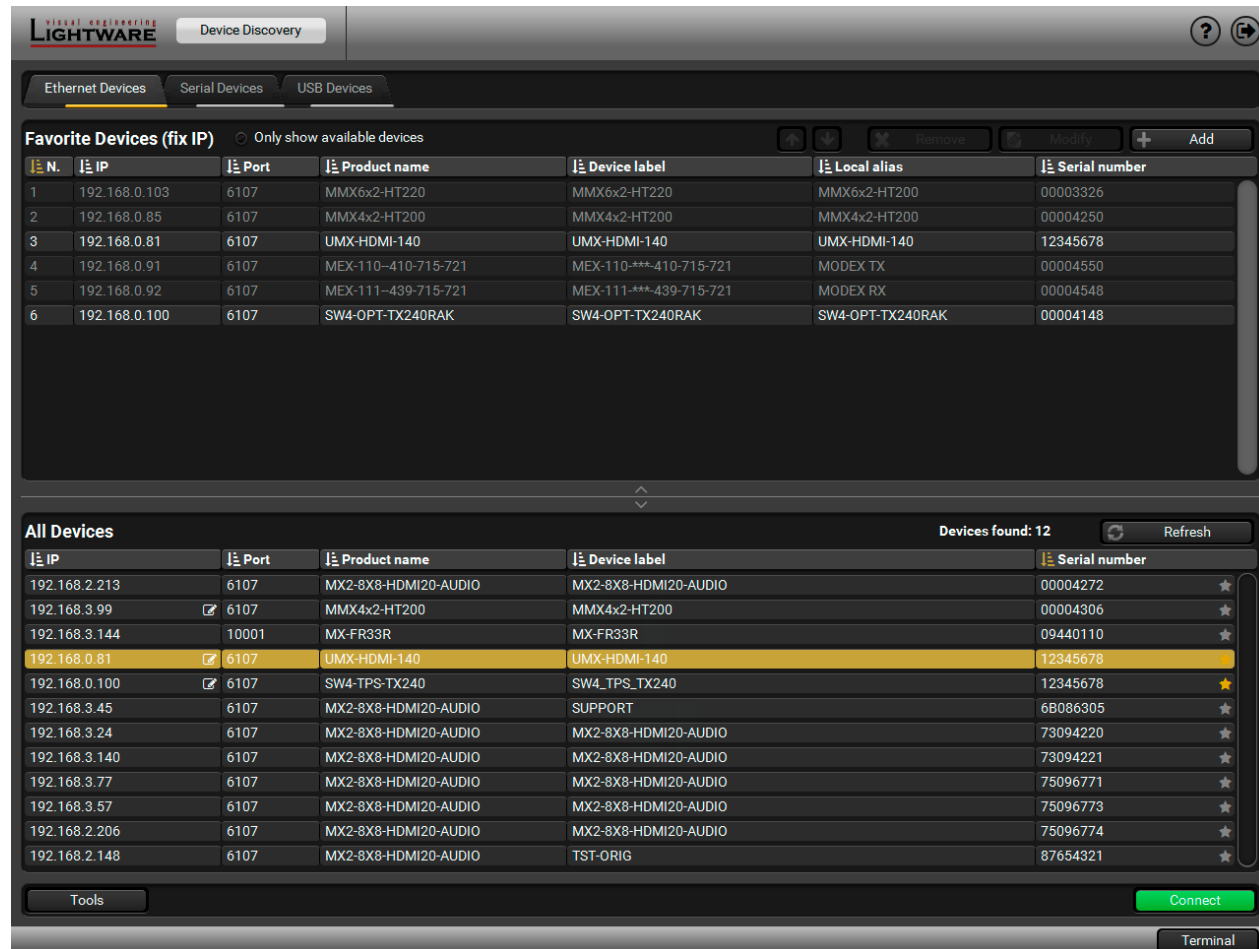 visual engineering
LIGHTWARE
Device Discovery
?
Ethernet Devices Serial Devices USB Devices
Favorite Devices (fix IP) Only show available devices Remove Modify + Add
N. IP Port Product name Device label Local alias Serial number
1 192.168.0.103 6107 MMX6x2-HT220 MMX6x2-HT220 MMX6x2-HT200 00003326
2 192.168.0.85 6107 MMX4x2-HT200 MMX4x2-HT200 MMX4x2-HT200 00004250
3 192.168.0.81 6107 UMX-HDMI-140 UMX-HDMI-140 UMX-HDMI-140 12345678
4 192.168.0.91 6107 MEX-110--410-715-721 MEX-110-***-410-715-721 MODEX TX 00004550
5 192.168.0.92 6107 MEX-111--439-715-721 MEX-111-***-439-715-721 MODEX RX 00004548
6 192.168.0.100 6107 SW4-OPT-TX240RAK SW4-OPT-TX240RAK SW4-OPT-TX240RAK 00004148
All Devices Devices found: 12 Refresh
IP Port Product name Device label Serial number
192.168.2.213 6107 MX2-8X8-HDMI20-AUDIO MX2-8X8-HDMI20-AUDIO 00004272
192.168.3.99 6107 MMX4x2-HT200 MMX4x2-HT200 00004306
192.168.3.144 10001 MX-FR33R MX-FR33R 09440110
192.168.0.81 6107 UMX-HDMI-140 UMX-HDMI-140 12345678
192.168.0.100 6107 SW4-TPS-TX240 SW4_TPS_TX240 12345678
192.168.3.45 6107 MX2-8X8-HDMI20-AUDIO SUPPORT 6B086305
192.168.3.24 6107 MX2-8X8-HDMI20-AUDIO MX2-8X8-HDMI20-AUDIO 73094220
192.168.3.140 6107 MX2-8X8-HDMI20-AUDIO MX2-8X8-HDMI20-AUDIO 73094221
192.168.3.77 6107 MX2-8X8-HDMI20-AUDIO MX2-8X8-HDMI20-AUDIO 75096771
192.168.3.57 6107 MX2-8X8-HDMI20-AUDIO MX2-8X8-HDMI20-AUDIO 75096773
192.168.2.206 6107 MX2-8X8-HDMI20-AUDIO MX2-8X8-HDMI20-AUDIO 75096774
192.168.2.148 6107 MX2-8X8-HDMI20-AUDIO TST-ORIG 87654321
Tools Connect
Terminal